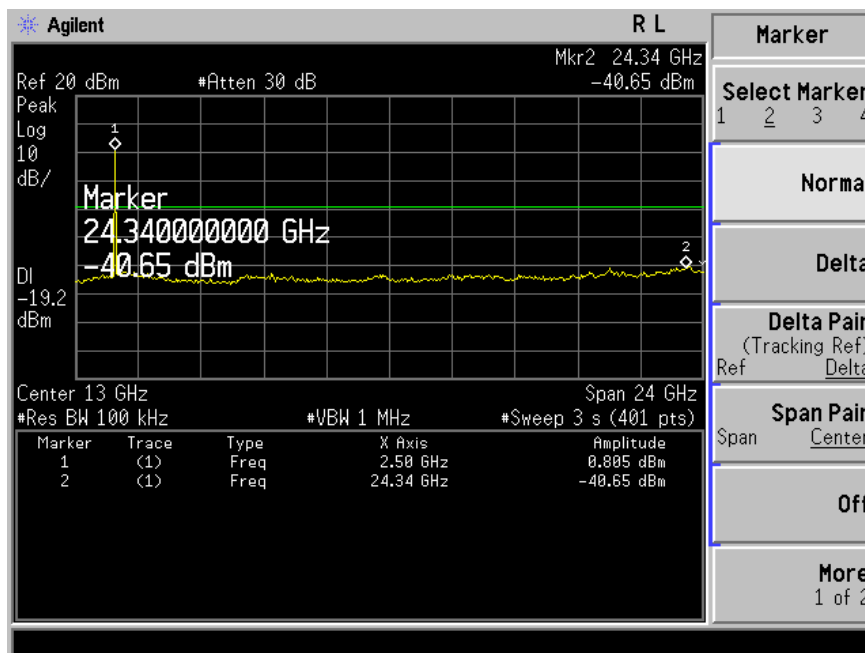 Agilent R L
Mkr2 24.34 GHz
Ref 20 dBm #Atten 30 dB -40.65 dBm
Peak
Log
10
dB/
1
Marker
24.340000000 GHz
-40.65 dBm
2
DI
-19.2
dBm
Center 13 GHz Span 24 GHz
#Res BW 100 kHz #VBW 1 MHz #Sweep 3 s (401 pts)
Marker Trace Type X Axis Amplitude
1 (1) Freq 2.50 GHz 0.805 dBm
2 (1) Freq 24.34 GHz -40.65 dBm
Marker
Select Marker
1 2 3 4
Norma
Delta
Delta Pair
(Tracking Ref)
Ref Delta
Span Pair
Span Center
Off
More
1 of 2